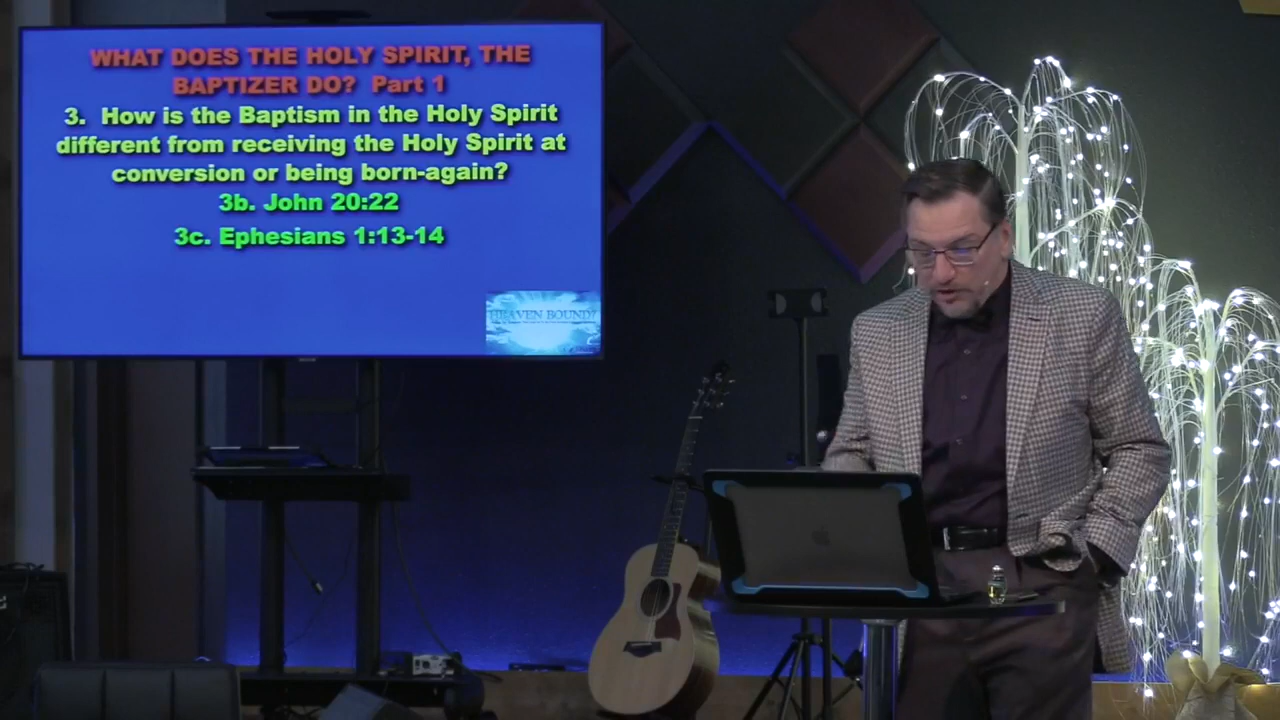 WHAT DOES THE HOLY SPIRIT, THE
BAPTIZER DO? Part 1
3. How is the Baptism in the Holy Spirit
different from receiving the Holy Spirit at
conversion or being born-again?
3b. John 20:22
3c. Ephesians 1:13-14
HEAVEN BOUND?